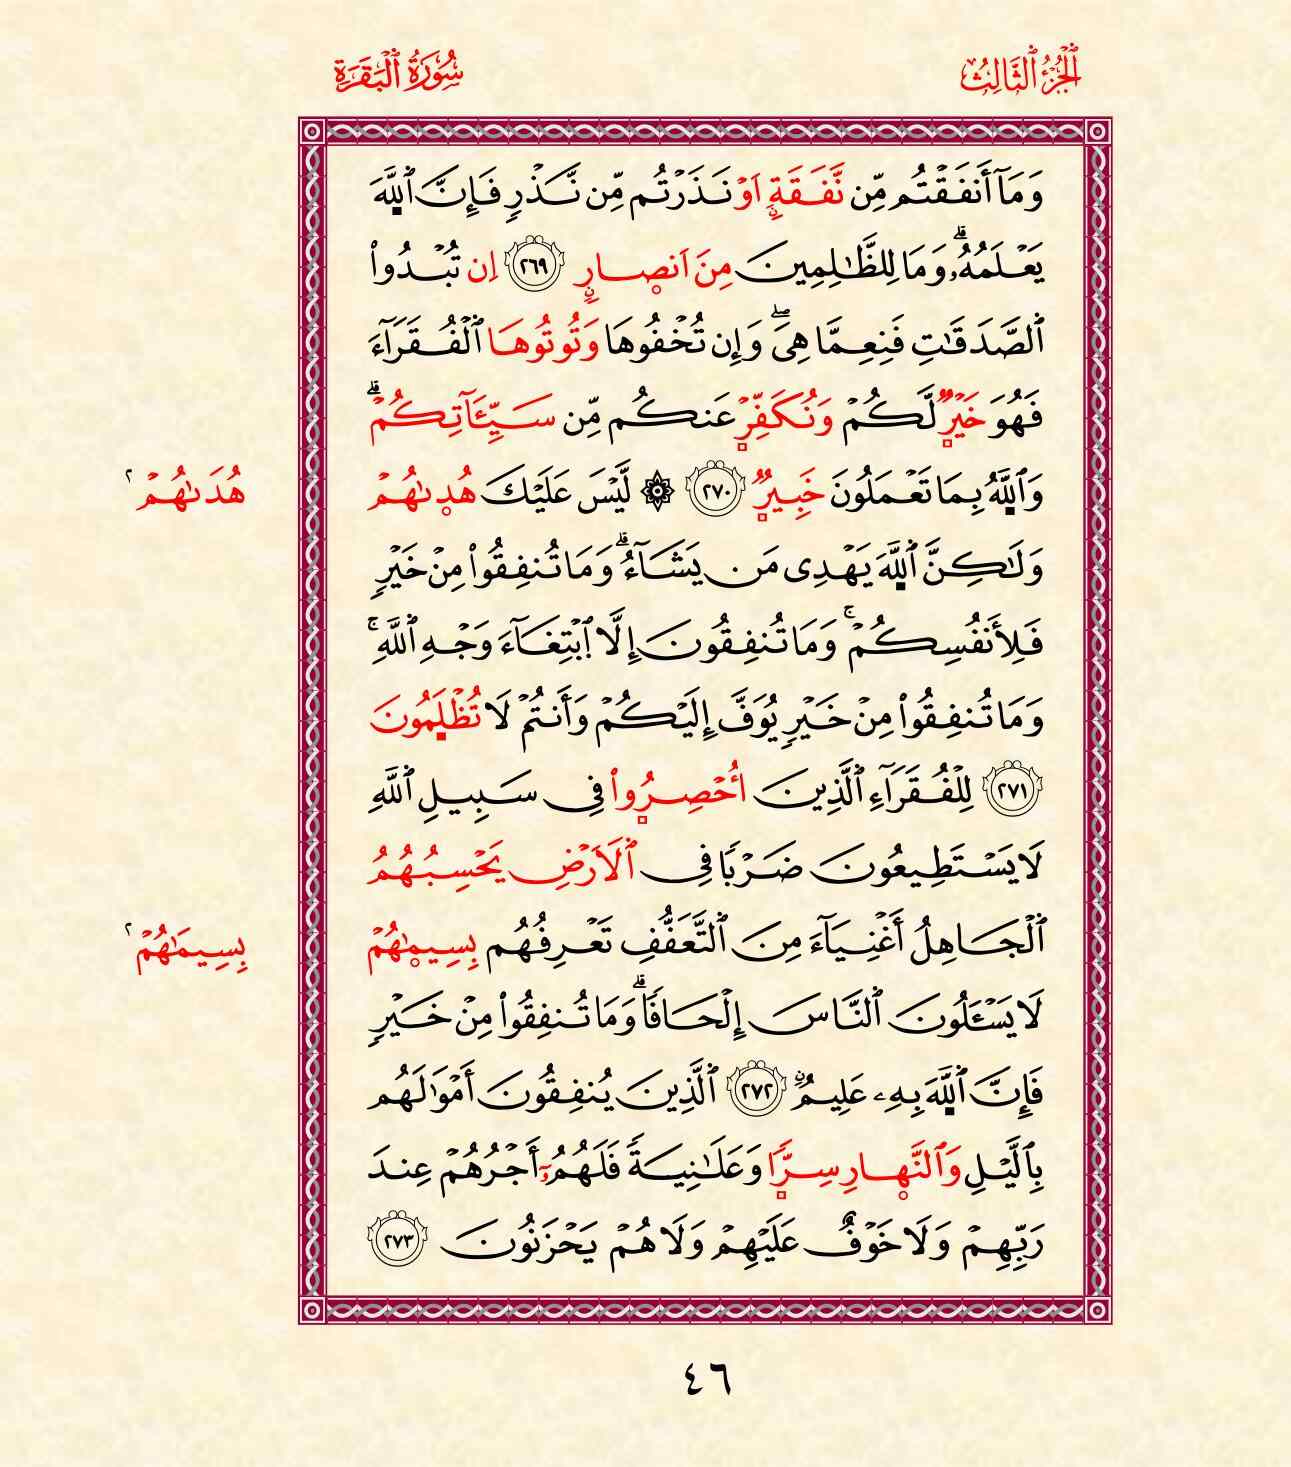 ٱلْجُزْءُ ٱلثَّالِثُ
سُورَةُ ٱلْبَقَرَةِ
وَمَآ أَنفَقْتُم مِّن نَّفَقَةٍ اَوْ نَذَرْتُم مِّن نَّذْرٍ فَإِنَّ ٱللَّهَ
يَعْلَمُهُۥۗ وَمَا لِلظَّٰلِمِينَ مِنَ اَنصٍ۪ارٍ ٢٦٩ اِن تُبْدُواْ
ٱلصَّدَقَٰتِ فَنِعِمَّا هِيَۖ وَإِن تُخْفُوهَا وَتُوتُوهَا ٱلْفُقَرَآءَ
فَهُوَ خَيْرٌ لَّكُمْ وَنُكَفِّرْ عَنكُم مِّن سَيِّـَٔاتِكُمْۗ
وَٱللَّهُ بِمَا تَعْمَلُونَ خَبِيرٌ ٢٧٠ ۞ لَّيْسَ عَلَيْكَ هُد۪ىٰهُمْ
وَلَٰكِنَّ ٱللَّهَ يَهْدِى مَن يَشَآءُۗ وَمَا تُنفِقُواْ مِنْ خَيْرٍ
فَلِأَنفُسِكُمْۚ وَمَا تُنفِقُونَ إِلَّا ٱبْتِغَآءَ وَجْهِ ٱللَّهِۚ
وَمَا تُنفِقُواْ مِنْ خَيْرٍ يُوَفَّ إِلَيْكُمْ وَأَنتُمْ لَا تُظْلَمُونَ
٢٧١ لِلْفُقَرَآءِ ٱلَّذِينَ أُحْصِرُواْ فِى سَبِيلِ ٱللَّهِ
لَا يَسْتَطِيعُونَ ضَرْبًا فِى ٱلَارْضِ يَحْسِبُهُمُ
ٱلْجَاهِلُ أَغْنِيَآءَ مِنَ ٱلتَّعَفُّفِ تَعْرِفُهُم بِسِيم۪ىٰهُمْ
لَا يَسْـَٔلُونَ ٱلنَّاسَ إِلْحَافًاۗ وَمَا تُنفِقُواْ مِنْ خَيْرٍ
فَإِنَّ ٱللَّهَ بِهِۦ عَلِيمٌ ٢٧٢ ٱلَّذِينَ يُنفِقُونَ أَمْوَٰلَهُم
بِٱلَّيْلِ وَٱلنَّه۪ارِ سِرًّا وَعَلَٰنِيَةً فَلَهُمُۥٓ أَجْرُهُمْ عِندَ
رَبِّهِمْ وَلَا خَوْفٌ عَلَيْهِمْ وَلَا هُمْ يَحْزَنُونَ ٢٧٣
هُدَىٰهُمْ ٢
بِسِيمَٰهُمْ ٢
٤٦